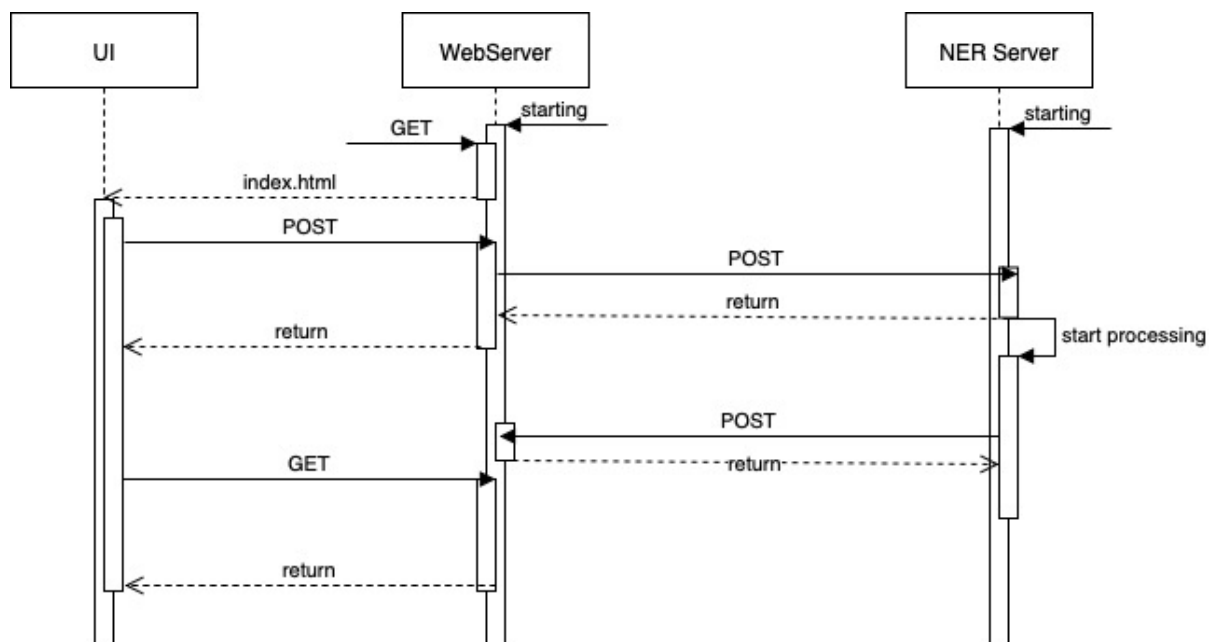 UI
WebServer
NER Server
starting
starting
GET
index.html
POST
POST
return
return
start processing
POST
GET
return
return